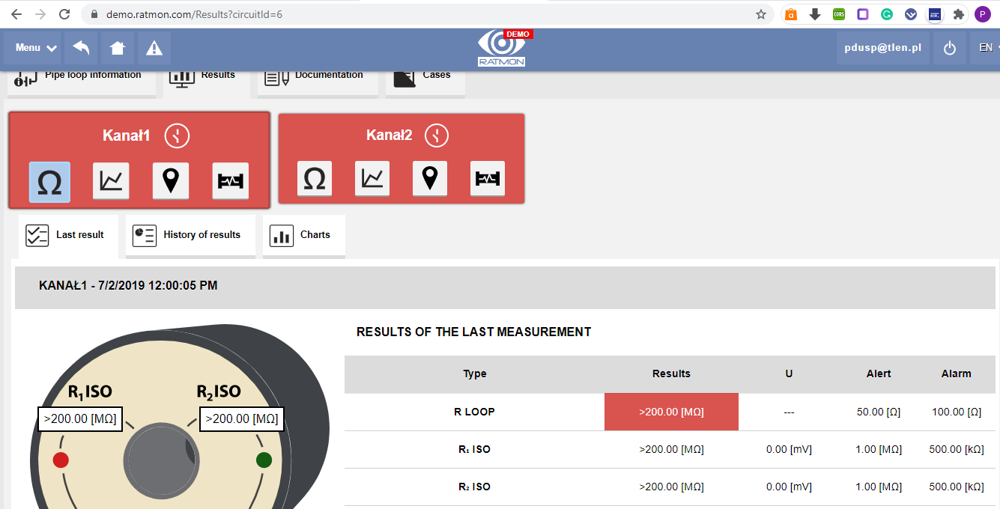 demo.ratmon.com/Results?circuitId=6
CORS
P
Menu
DEMO
RATMON
pdusp@tlen.pl
EN
Pipe loop information
Results
Documentation
Cases
Kanał1
Kanał2
Ω
Ω
Last result
History of results
Charts
KANAŁ1 - 7/2/2019 12:00:05 PM
R₁ISO
R₂ISO
>200.00 [MΩ]
>200.00 [MΩ]
RESULTS OF THE LAST MEASUREMENT
Type Results U Alert Alarm
R LOOP >200.00 [MΩ] --- 50.00 [Ω] 100.00 [Ω]
R₁ ISO >200.00 [MΩ] 0.00 [mV] 1.00 [MΩ] 500.00 [kΩ]
R₂ ISO >200.00 [MΩ] 0.00 [mV] 1.00 [MΩ] 500.00 [kΩ]